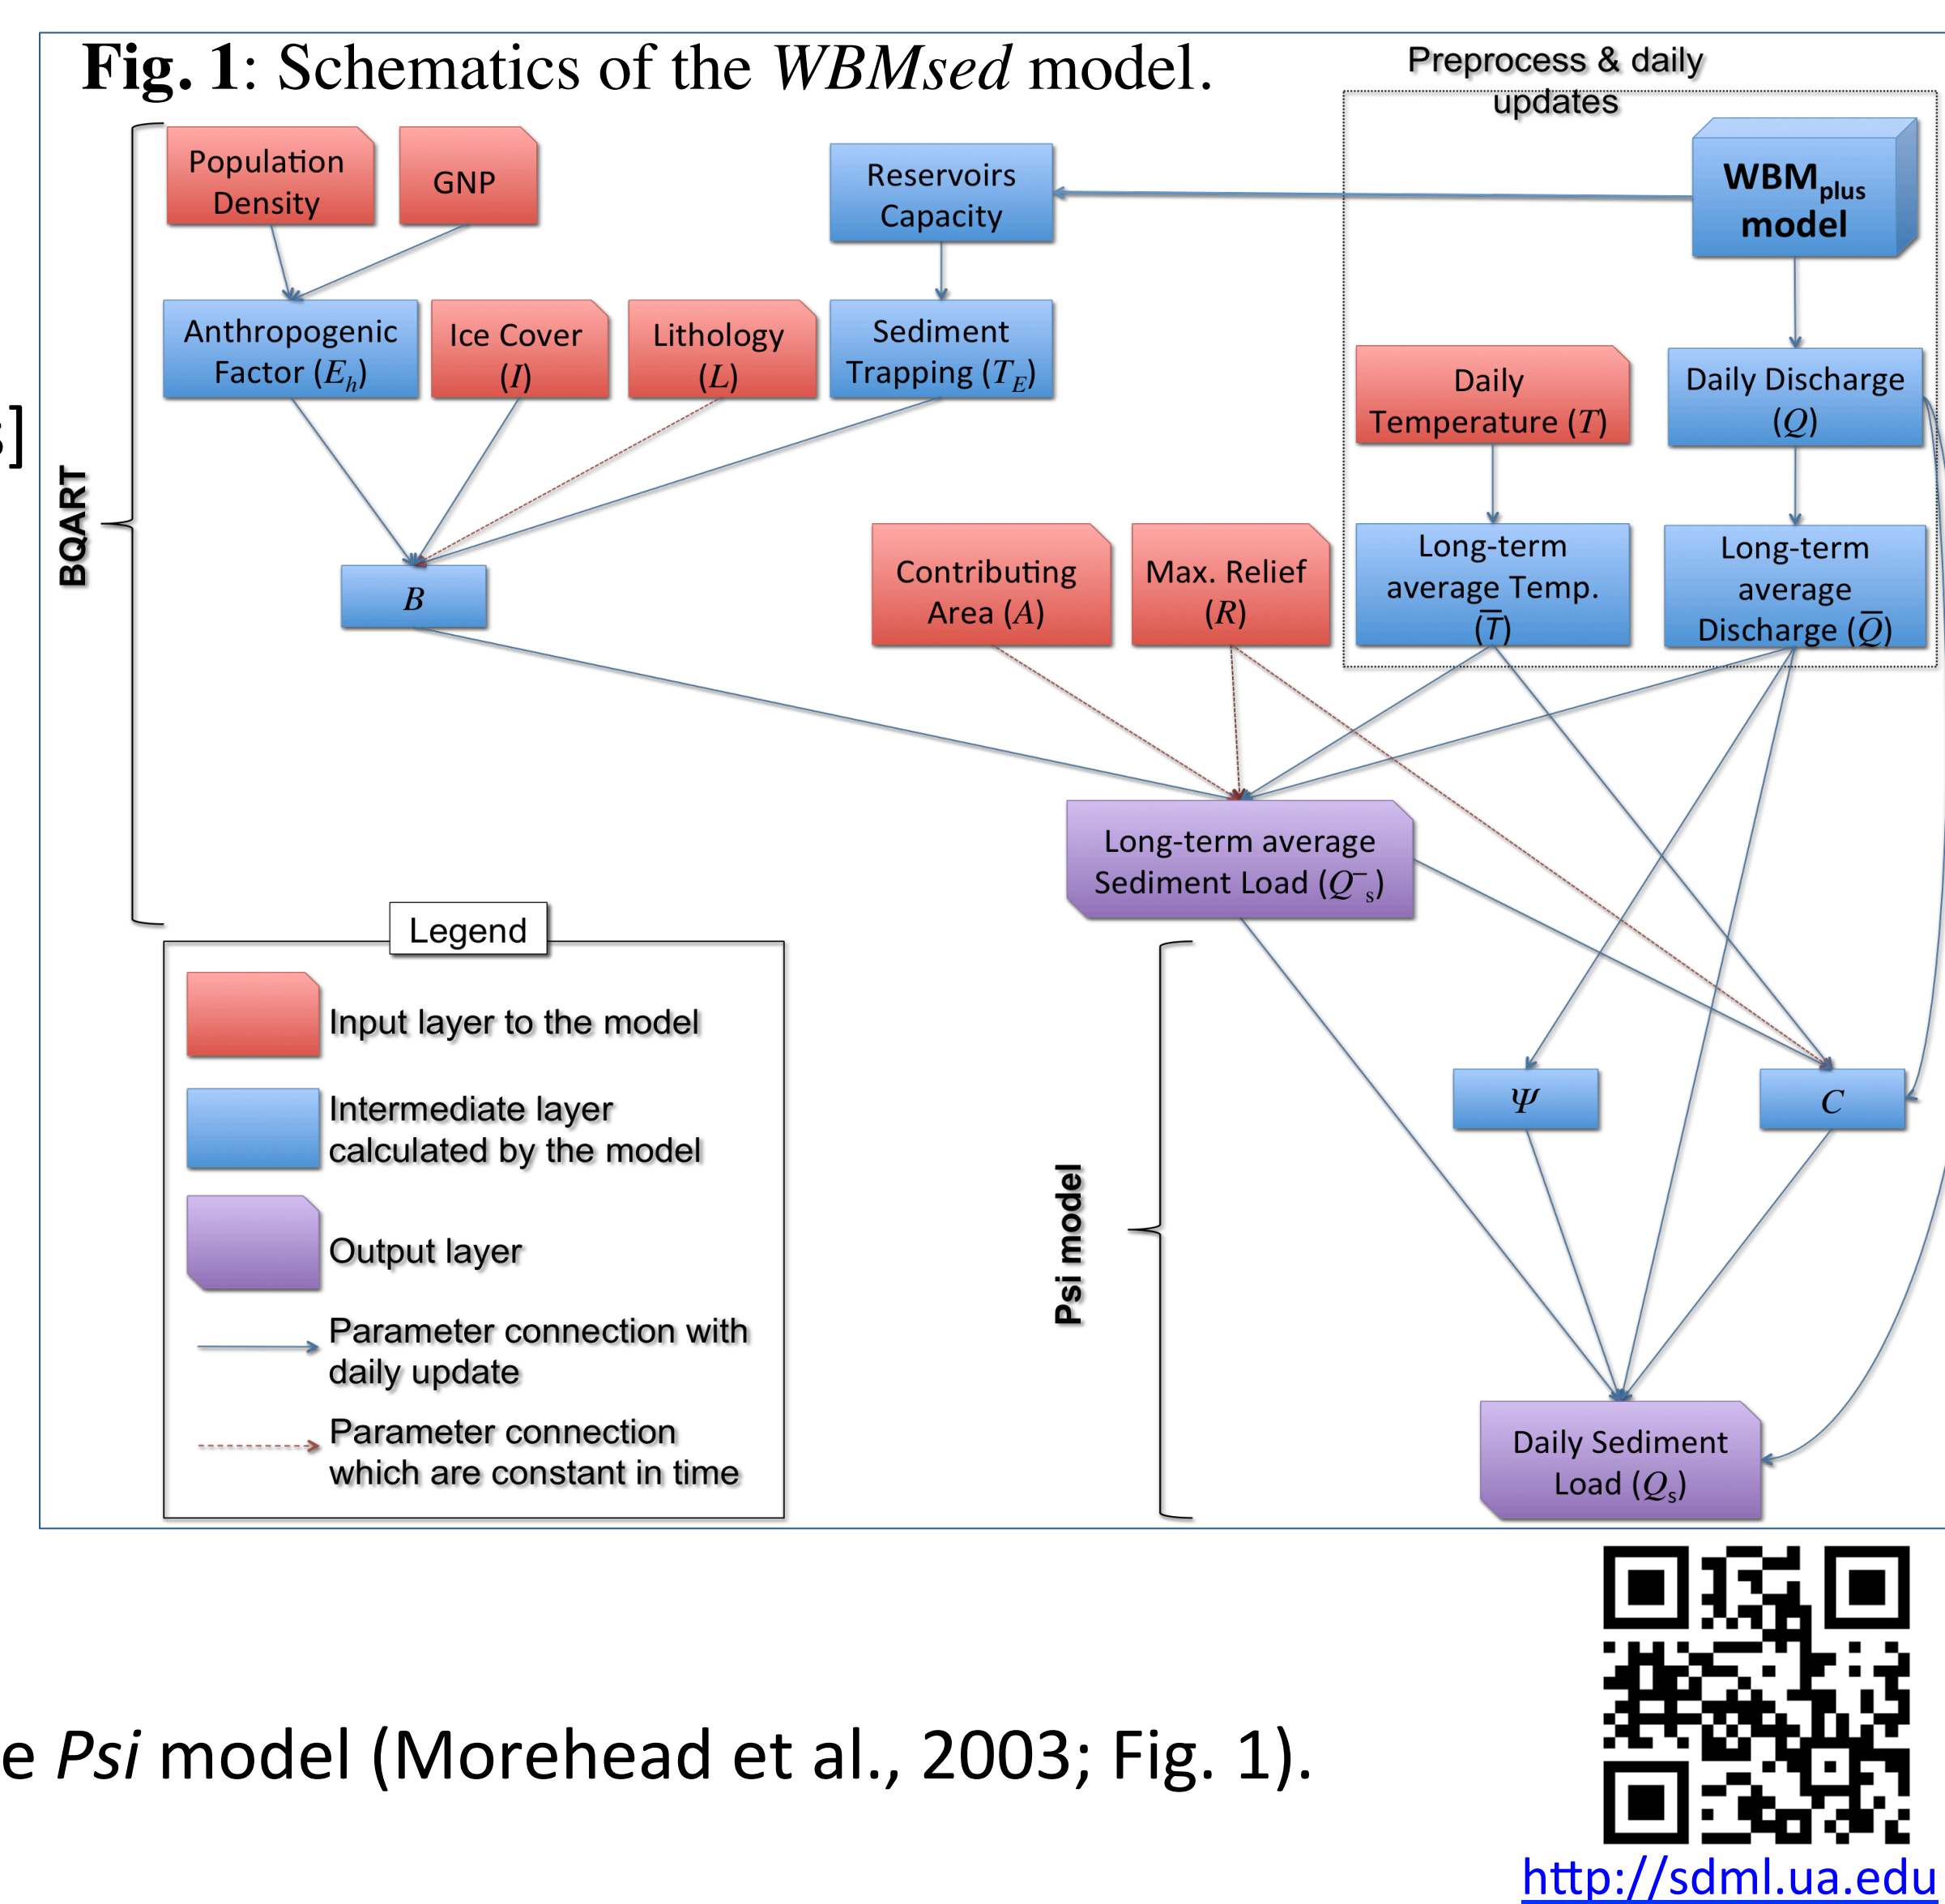 Fig. 1: Schematics of the WBMsed model.
Preprocess & daily
updates
Population
Density
GNP
Reservoirs
Capacity
WBMplus
model
Anthropogenic
Factor (Eh)
Ice Cover
(I)
Lithology
(L)
Sediment
Trapping (TE)
Daily
Temperature (T)
Daily Discharge
(Q)
s]
BQART
B
Contributing
Area (A)
Max. Relief
(R)
Long-term
average Temp.
(T̅)
Long-term
average
Discharge (Q̅)
Long-term average
Sediment Load (Q̅s)
Legend
Input layer to the model
Intermediate layer
calculated by the model
Output layer
Parameter connection with
daily update
Parameter connection
which are constant in time
Psi model
Ψ
C
Daily Sediment
Load (Qs)
e Psi model (Morehead et al., 2003; Fig. 1).
http://sdml.ua.edu